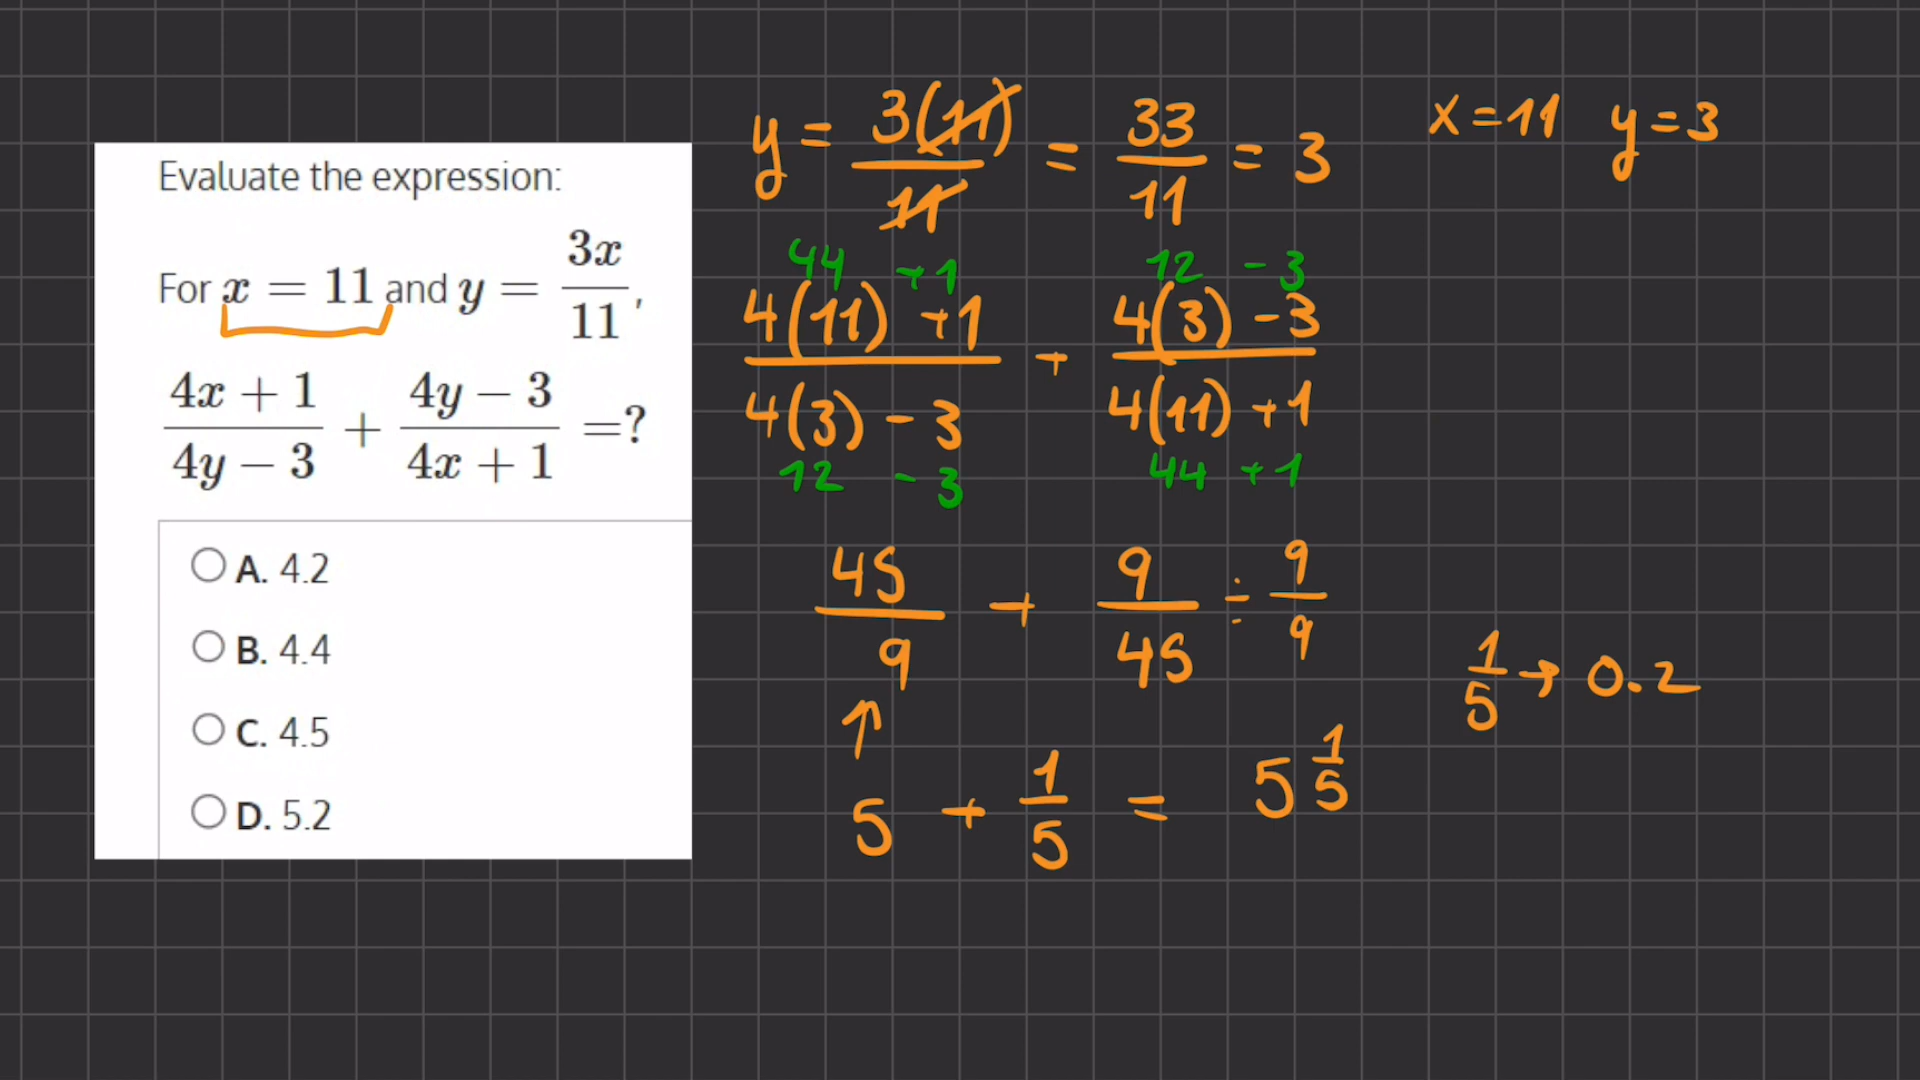 Evaluate the expression:
For x = 11 and y = 3x/11,
4x + 1/4y − 3 + 4y − 3/4x + 1 =?
A. 4.2
B. 4.4
C. 4.5
D. 5.2
y = 3(11)/11 = 33/11 = 3
x = 11 y = 3
44 +1 12 -3
4(11) +1/4(3) - 3 + 4(3) - 3/4(11) + 1
12 - 3 44 + 1
45/9 + 9/45 ÷ 9/9
1/5 → 0.2
↑
5 + 1/5 = 5 1/5